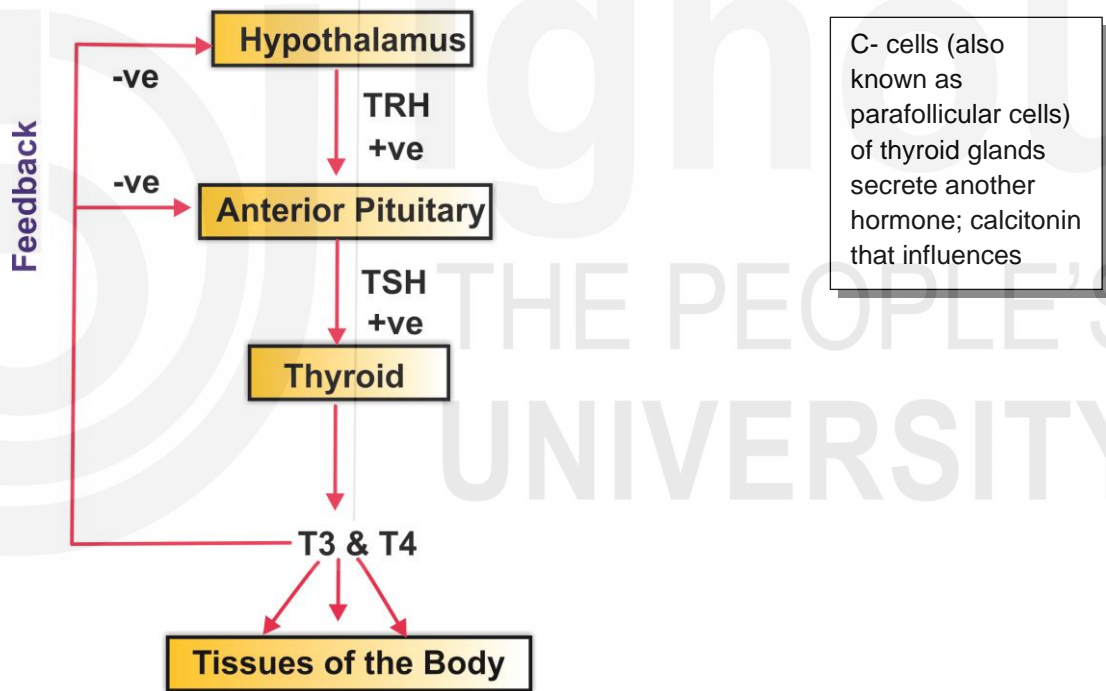 Hypothalamus
-ve
TRH
+ve
Feedback
-ve
Anterior Pituitary
TSH
+ve
Thyroid
T3 & T4
Tissues of the Body
C- cells (also
known as
parafollicular cells)
of thyroid glands
secrete another
hormone; calcitonin
that influences
ignou
THE PEOPLE'S
UNIVERSITY